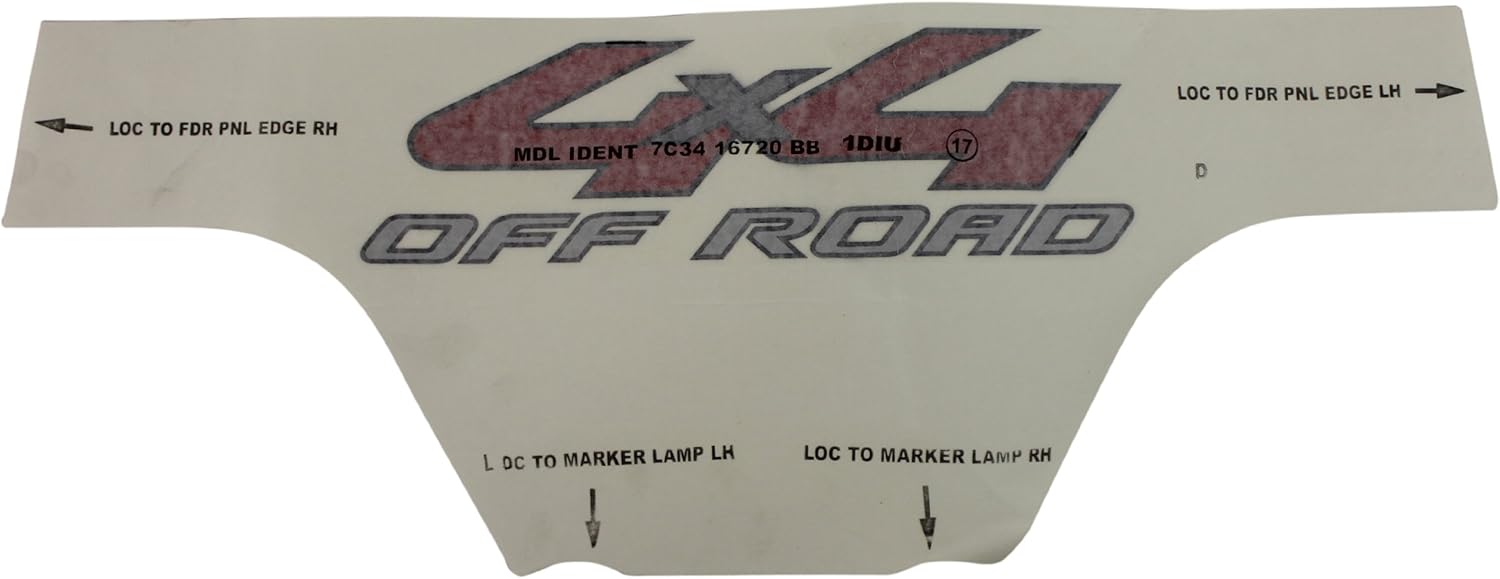 4x4
LOC TO FDR PNL EDGE RH
LOC TO FDR PNL EDGE LH
MDL IDENT 7C34 16720 BB 1DIU 17
D
OFF ROAD
LOC TO MARKER LAMP LH
LOC TO MARKER LAMP RH